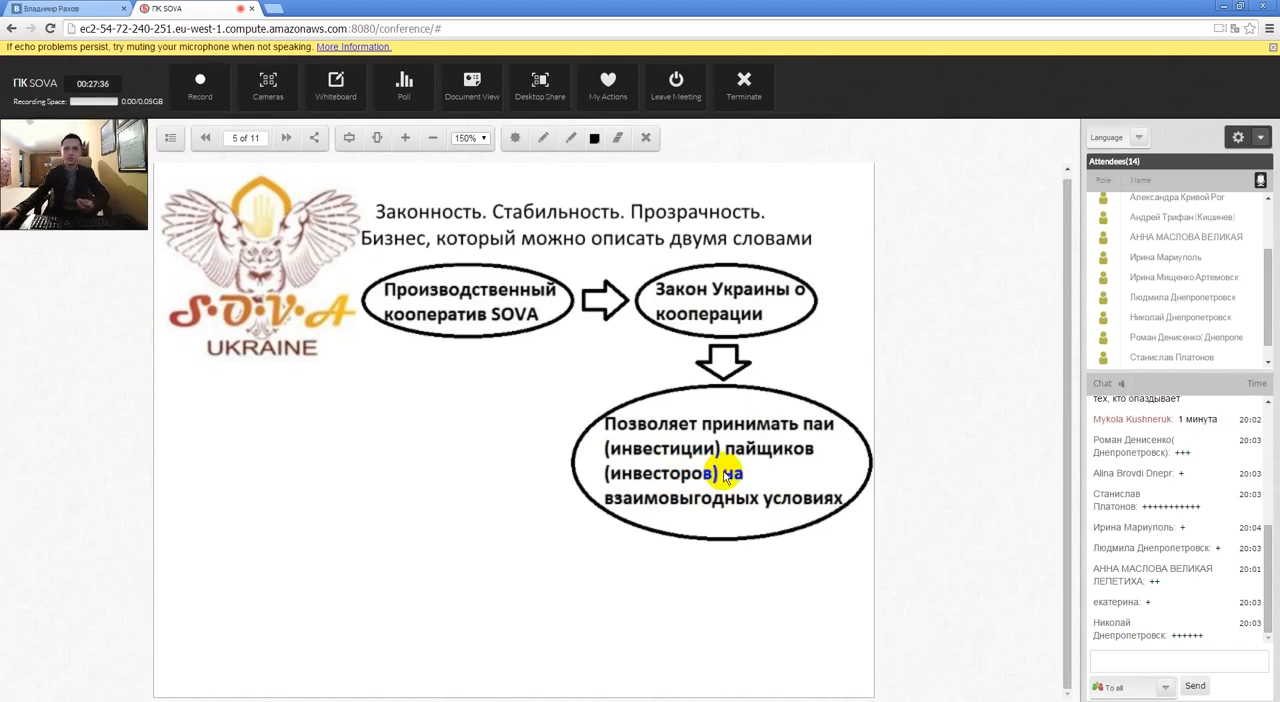 Владимир Рахов
ПК SOVA
ec2-54-72-240-251.eu-west-1.compute.amazonaws.com:8080/conference/#
If echo problems persist, try muting your microphone when not speaking. More Information.
ПК SOVA
00:27:36
Recording Space:
0.00/0.05GB
Record
Cameras
Whiteboard
Poll
Document View
Desktop Share
My Actions
Leave Meeting
Terminate
5 of 11
150%
Законность. Стабильность. Прозрачность.
Бизнес, который можно описать двумя словами
S·O·V·A
UKRAINE
Производственный
кооператив SOVA
Закон Украины о
кооперации
Позволяет принимать паи
(инвестиции) пайщиков
(инвесторов) на
взаимовыгодных условиях
Language
Attendees(14)
Role Name
Александра Кривой Рог
Андрей Трифан(Кишинев)
АННА МАСЛОВА ВЕЛИКАЯ
Ирина Мариуполь
Ирина Мищенко Артемовск
Людмила Днепропетровск
Николай Днепропетровск
Роман Денисенко( Днепропе
Станислав Платонов
Chat Time
тех, кто опаздывает
Mykola Kushneruk: 1 минута 20:02
Роман Денисенко( 20:03
Днепропетровск): +++
Alina Brovdi Dnepr: + 20:03
Станислав 20:03
Платонов: +++++++++++
Ирина Мариуполь: + 20:04
Людмила Днепропетровск: + 20:03
АННА МАСЛОВА ВЕЛИКАЯ 20:01
ЛЕПЕТИХА: ++
екатерина: + 20:03
Николай 20:03
Днепропетровск: ++++++
To all
Send